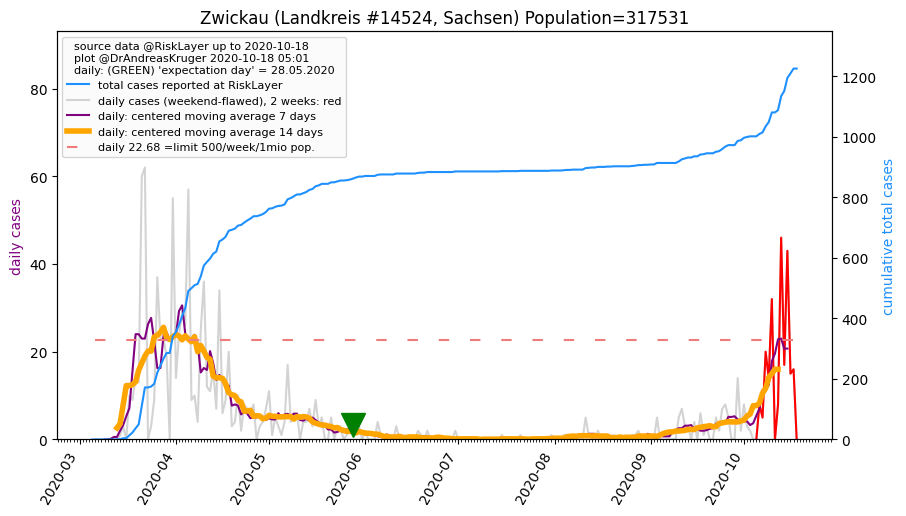 Zwickau (Landkreis #14524, Sachsen) Population=317531
source data @RiskLayer up to 2020-10-18
plot @DrAndreasKruger 2020-10-18 05:01
daily: (GREEN) 'expectation day' = 28.05.2020
total cases reported at RiskLayer
daily cases (weekend-flawed), 2 weeks: red
daily: centered moving average 7 days
daily: centered moving average 14 days
daily 22.68 =limit 500/week/1mio pop.
daily cases
80
60
40
20
0
cumulative total cases
1200
1000
800
600
400
200
0
2020-03
2020-04
2020-05
2020-06
2020-07
2020-08
2020-09
2020-10